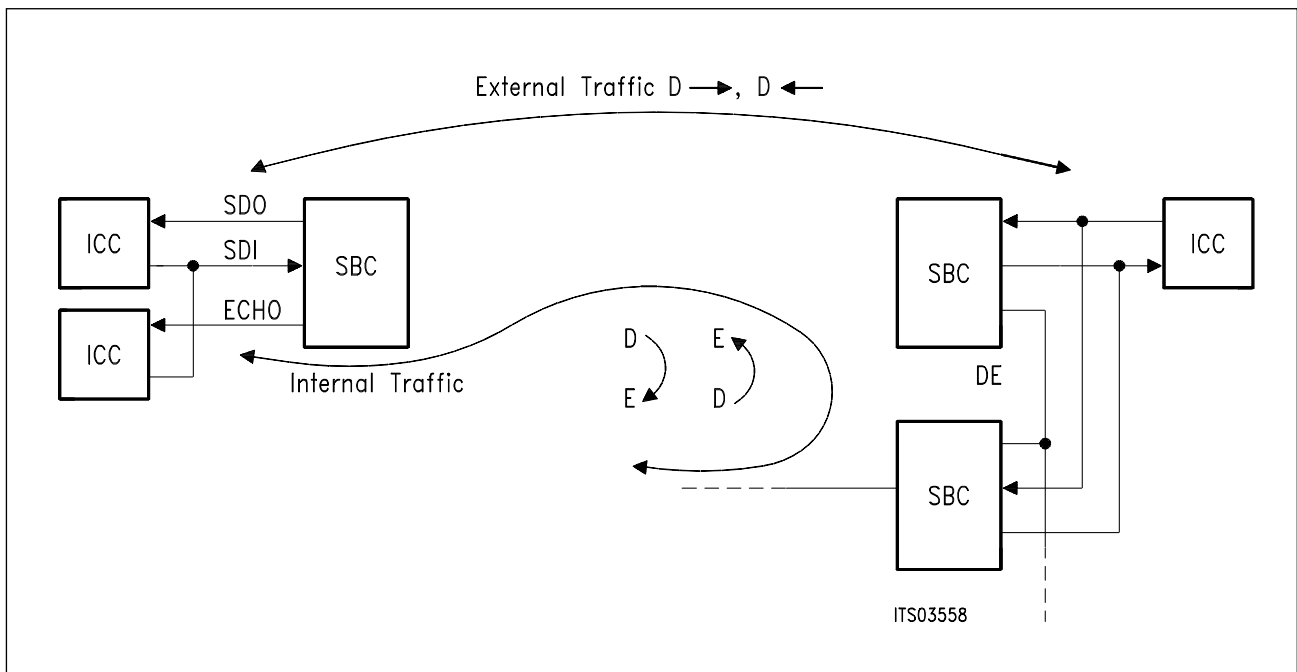 External Traffic D → , D ←
SDO
ICC
SDI
SBC
ECHO
ICC
Internal Traffic
D E
E D
SBC
ICC
DE
SBC
ITS03558